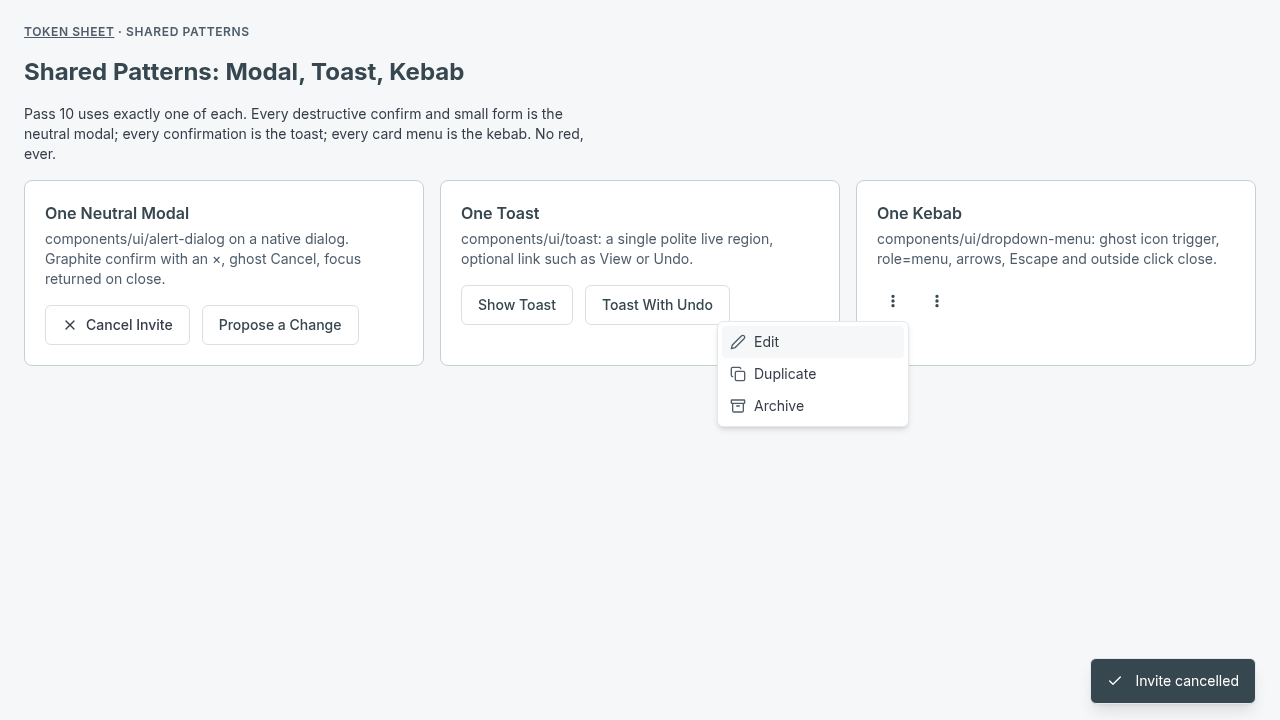 TOKEN SHEET · SHARED PATTERNS
Shared Patterns: Modal, Toast, Kebab
Pass 10 uses exactly one of each. Every destructive confirm and small form is the
neutral modal; every confirmation is the toast; every card menu is the kebab. No red,
ever.
One Neutral Modal
components/ui/alert-dialog on a native dialog.
Graphite confirm with an ×, ghost Cancel, focus
returned on close.
Cancel Invite
Propose a Change
One Toast
components/ui/toast: a single polite live region,
optional link such as View or Undo.
Show Toast
Toast With Undo
One Kebab
components/ui/dropdown-menu: ghost icon trigger,
role=menu, arrows, Escape and outside click close.
Edit
Duplicate
Archive
Invite cancelled